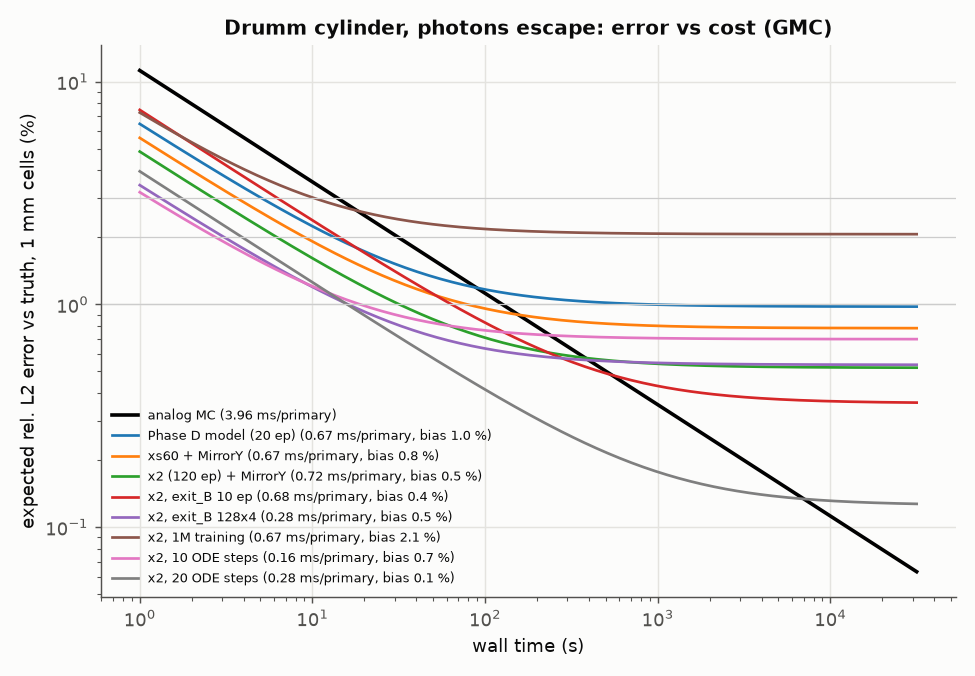 Drumm cylinder, photons escape: error vs cost (GMC)
expected rel. L2 error vs truth, 1 mm cells (%)
10¹
10⁰
10⁻¹
analog MC (3.96 ms/primary)
Phase D model (20 ep) (0.67 ms/primary, bias 1.0 %)
xs60 + MirrorY (0.67 ms/primary, bias 0.8 %)
x2 (120 ep) + MirrorY (0.72 ms/primary, bias 0.5 %)
x2, exit_B 10 ep (0.68 ms/primary, bias 0.4 %)
x2, exit_B 128x4 (0.28 ms/primary, bias 0.5 %)
x2, 1M training (0.67 ms/primary, bias 2.1 %)
x2, 10 ODE steps (0.16 ms/primary, bias 0.7 %)
x2, 20 ODE steps (0.28 ms/primary, bias 0.1 %)
10⁰ 10¹ 10² 10³ 10⁴
wall time (s)